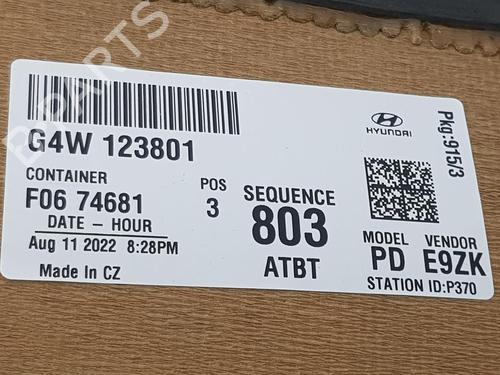 G4W 123801
HYUNDAI
Pkg:915/3
CONTAINER
F06 74681
POS
3
SEQUENCE
803
ATBT
DATE - HOUR
Aug 11 2022 8:28PM
Made In CZ
MODEL VENDOR
PD E9ZK
STATION ID:P370
B-PARTS